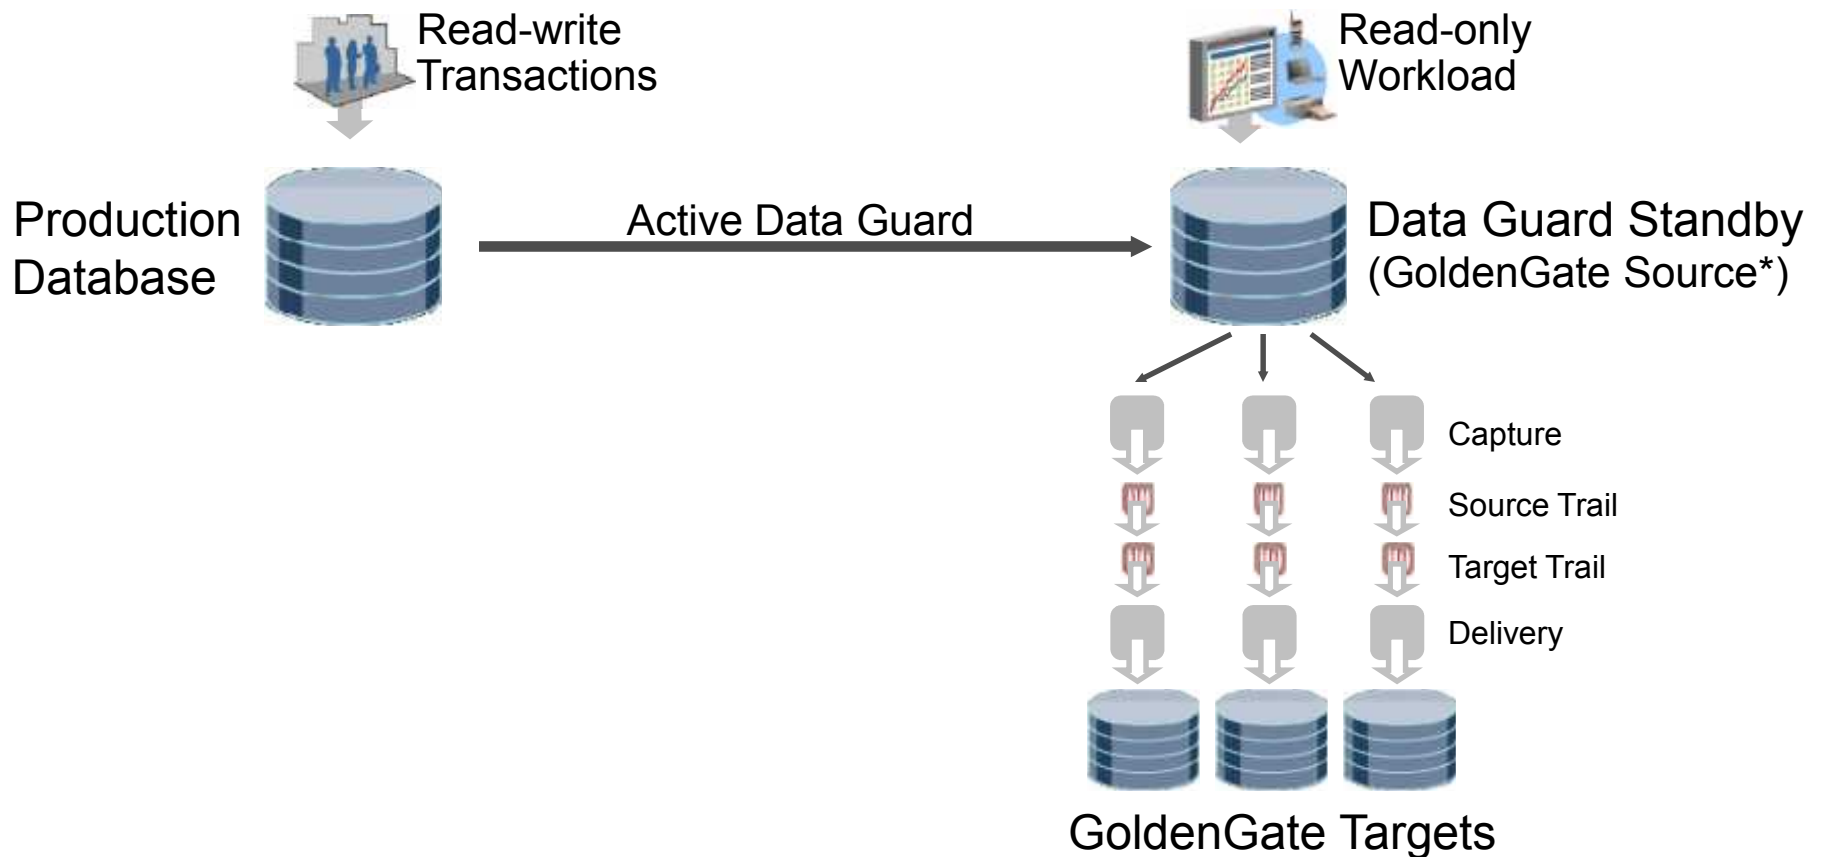 Read-write
Transactions
Read-only
Workload
Production
Database
Active Data Guard
Data Guard Standby
(GoldenGate Source*)
Capture
Source Trail
Target Trail
Delivery
GoldenGate Targets